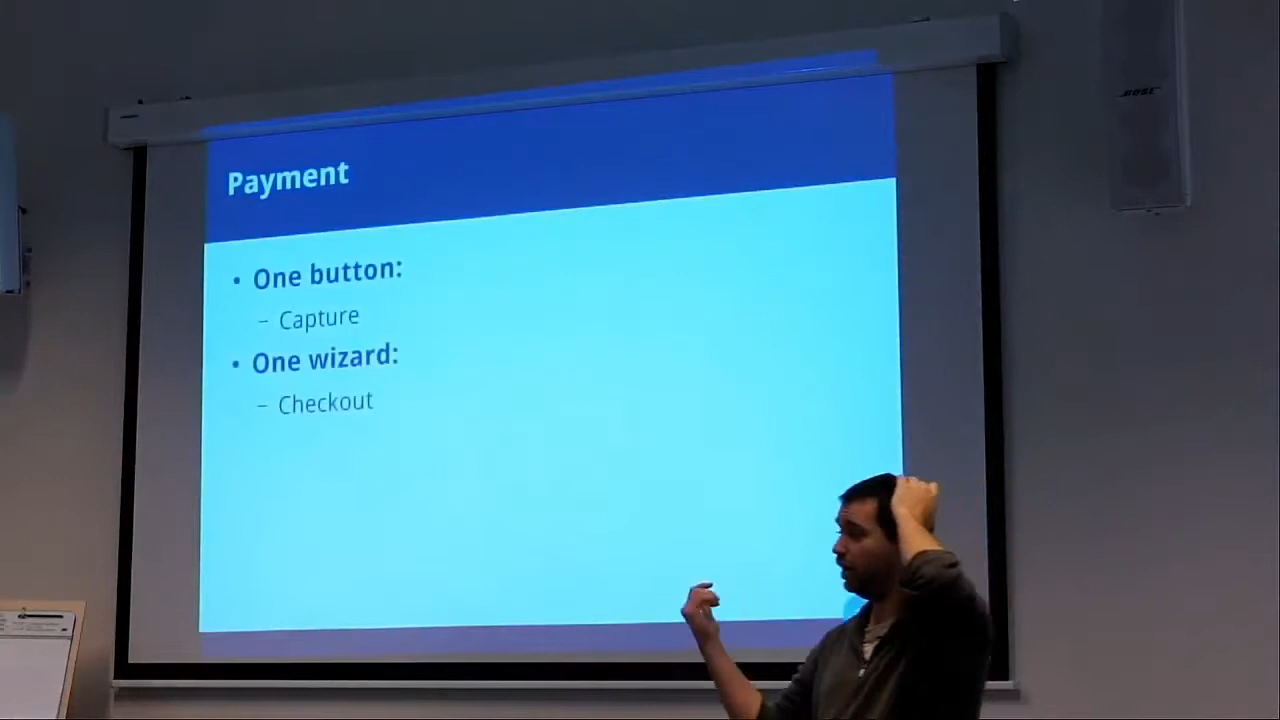 Payment
• One button:
– Capture
• One wizard:
– Checkout
BOSE